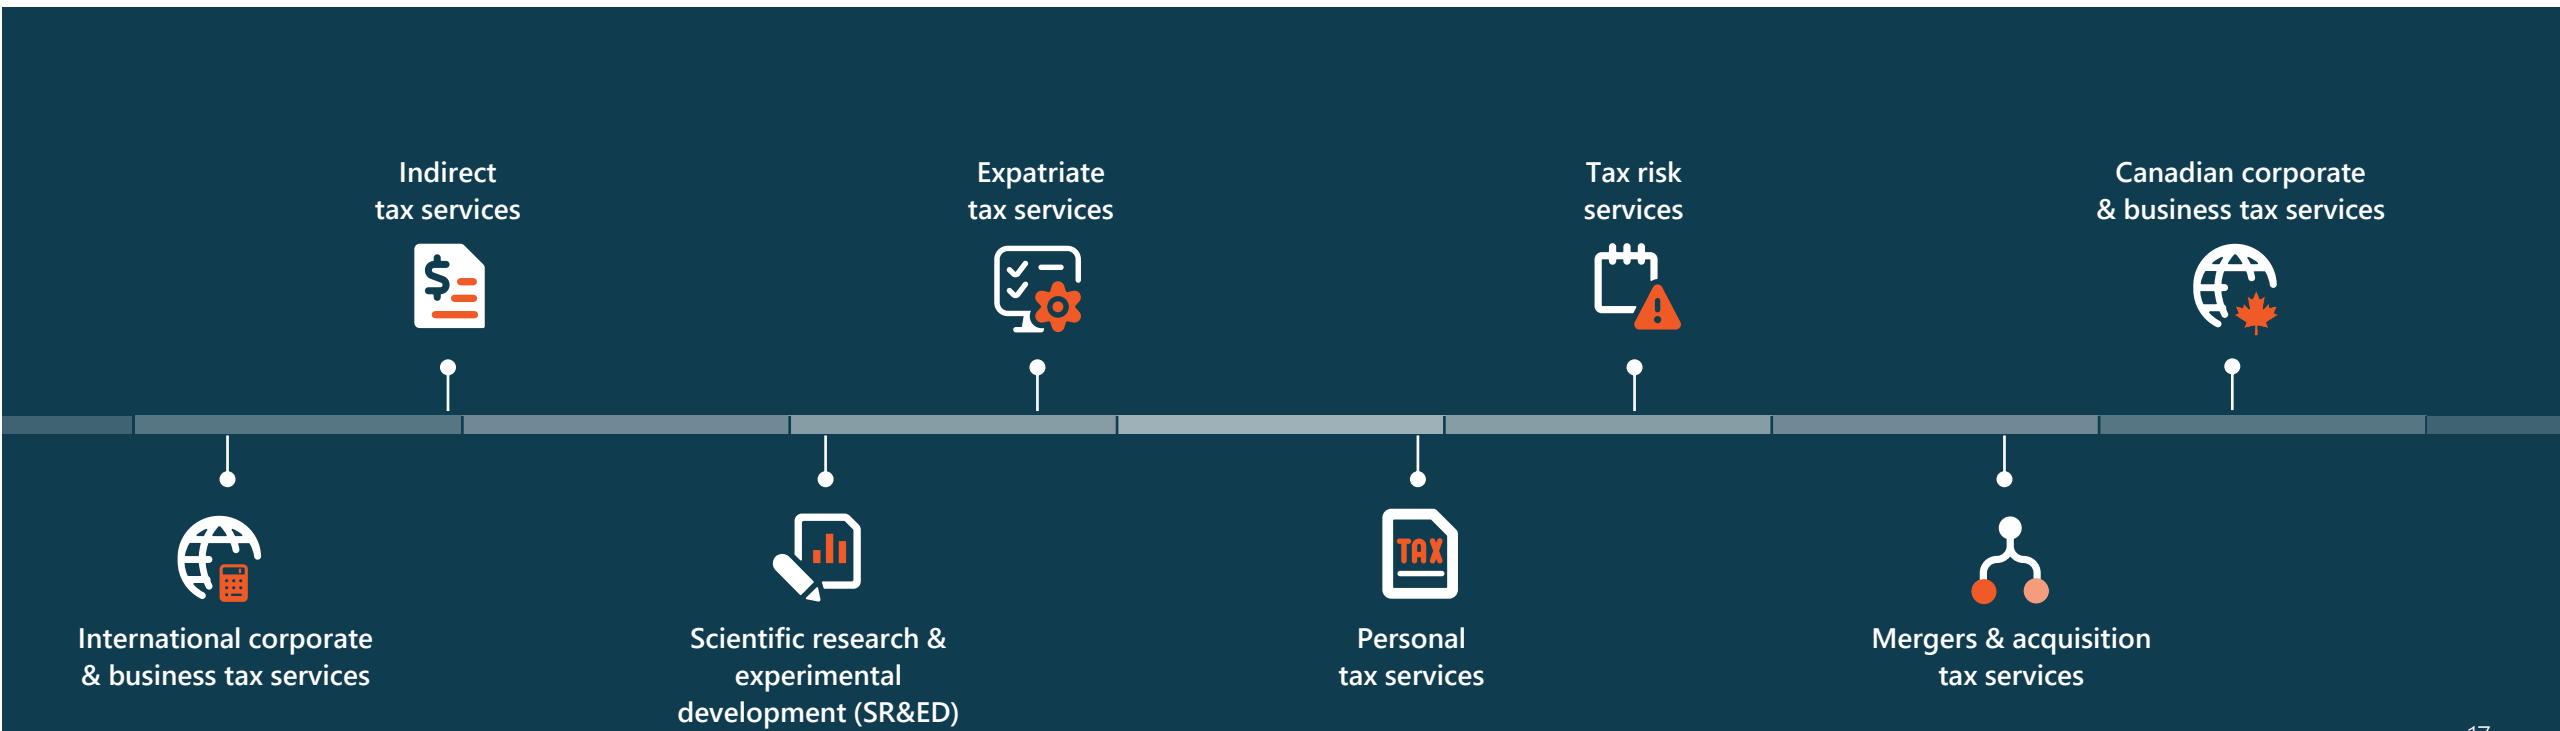 Indirect
tax services
Expatriate
tax services
Tax risk
services
Canadian corporate
& business tax services
$
TAX
International corporate
& business tax services
Scientific research &
experimental
development (SR&ED)
Personal
tax services
Mergers & acquisition
tax services
17